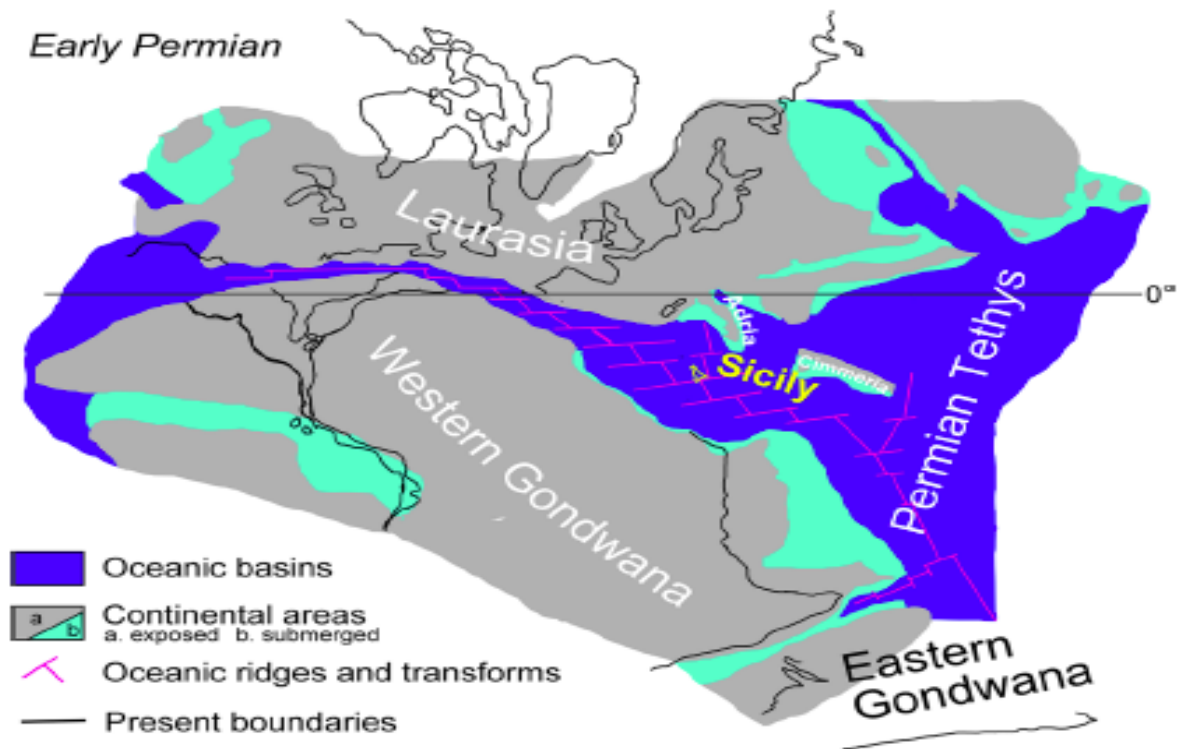 Early Permian
Laurasia
0°
Adria
Sicily
Cimmeria
Western Gondwana
Permian Tethys
Oceanic basins
a
b
Continental areas
a. exposed b. submerged
Oceanic ridges and transforms
Present boundaries
Eastern
Gondwana